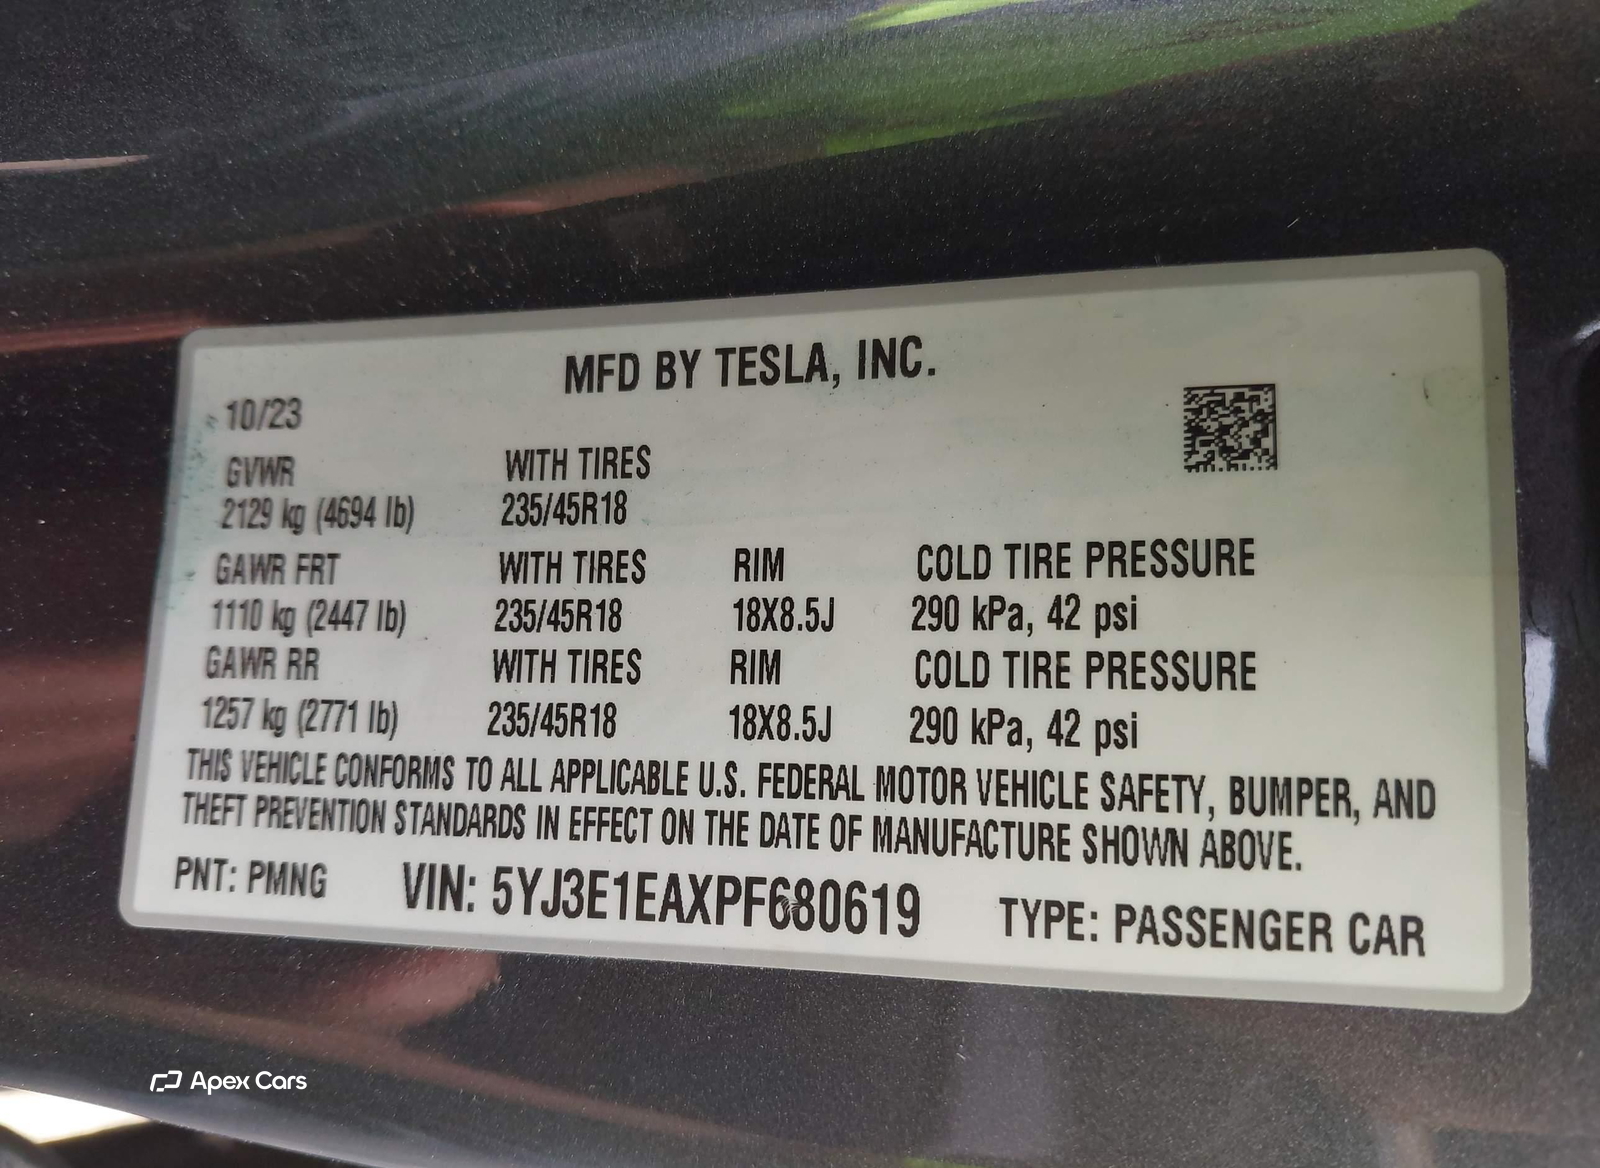 MFD BY TESLA, INC.
10/23
GVWR WITH TIRES
2129 kg (4694 lb) 235/45R18
GAWR FRT WITH TIRES RIM COLD TIRE PRESSURE
1110 kg (2447 lb) 235/45R18 18X8.5J 290 kPa, 42 psi
GAWR RR WITH TIRES RIM COLD TIRE PRESSURE
1257 kg (2771 lb) 235/45R18 18X8.5J 290 kPa, 42 psi
THIS VEHICLE CONFORMS TO ALL APPLICABLE U.S. FEDERAL MOTOR VEHICLE SAFETY, BUMPER, AND
THEFT PREVENTION STANDARDS IN EFFECT ON THE DATE OF MANUFACTURE SHOWN ABOVE.
PNT: PMNG VIN: 5YJ3E1EAXPF680619 TYPE: PASSENGER CAR
Apex Cars